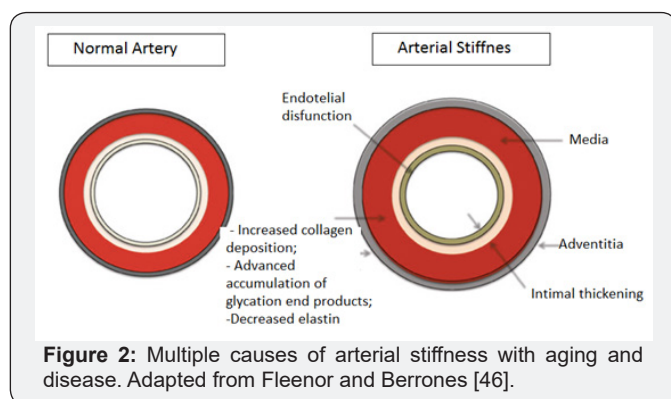 Normal Artery
Arterial Stiffnes
Endotelial
disfunction
Media
- Increased collagen
deposition;
- Advanced
accumulation of
glycation end products;
-Decreased elastin
Adventitia
Intimal thickening
Figure 2: Multiple causes of arterial stiffness with aging and
disease. Adapted from Fleenor and Berrones [46].